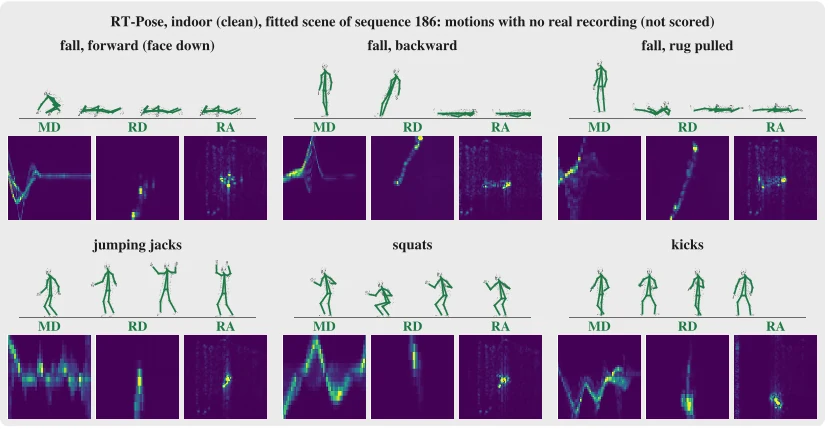 RT-Pose, indoor (clean), fitted scene of sequence 186: motions with no real recording (not scored)
fall, forward (face down) fall, backward fall, rug pulled
MD RD RA MD RD RA MD RD RA
jumping jacks squats kicks
MD RD RA MD RD RA MD RD RA